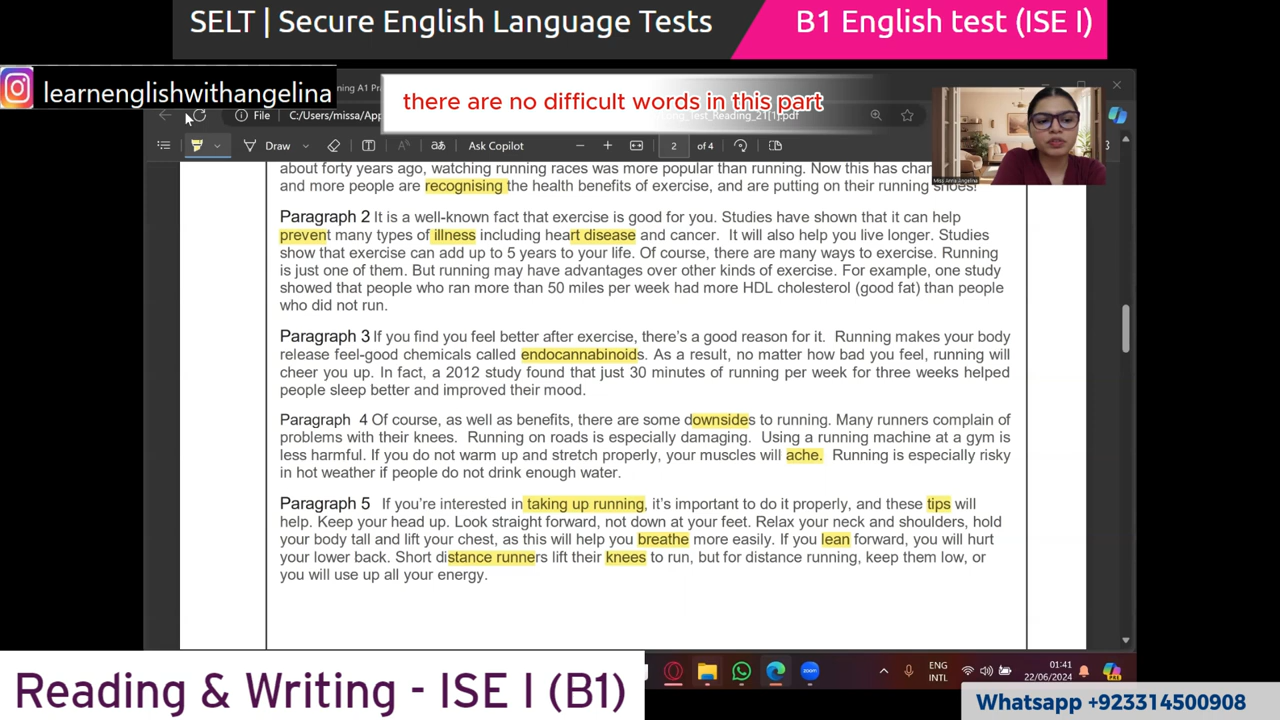 SELT | Secure English Language Tests
B1 English test (ISE I)
learnenglishwithangelina
there are no difficult words in this part
File
Draw
Ask Copilot
2 of 4
about forty years ago, watching running races was more popular than running. Now this has
and more people are recognising the health benefits of exercise, and are putting on their running shoes!
Paragraph 2 It is a well-known fact that exercise is good for you. Studies have shown that it can help
prevent many types of illness including heart disease and cancer. It will also help you live longer. Studies
show that exercise can add up to 5 years to your life. Of course, there are many ways to exercise. Running
is just one of them. But running may have advantages over other kinds of exercise. For example, one study
showed that people who ran more than 50 miles per week had more HDL cholesterol (good fat) than people
who did not run.
Paragraph 3 If you find you feel better after exercise, there's a good reason for it. Running makes your body
release feel-good chemicals called endocannabinoids. As a result, no matter how bad you feel, running will
cheer you up. In fact, a 2012 study found that just 30 minutes of running per week for three weeks helped
people sleep better and improved their mood.
Paragraph 4 Of course, as well as benefits, there are some downsides to running. Many runners complain of
problems with their knees. Running on roads is especially damaging. Using a running machine at a gym is
less harmful. If you do not warm up and stretch properly, your muscles will ache. Running is especially risky
in hot weather if people do not drink enough water.
Paragraph 5 If you're interested in taking up running, it's important to do it properly, and these tips will
help. Keep your head up. Look straight forward, not down at your feet. Relax your neck and shoulders, hold
your body tall and lift your chest, as this will help you breathe more easily. If you lean forward, you will hurt
your lower back. Short distance runners lift their knees to run, but for distance running, keep them low, or
you will use up all your energy.
ENG
INTL
01:41
22/06/2024
Reading & Writing - ISE I (B1)
Whatsapp +923314500908